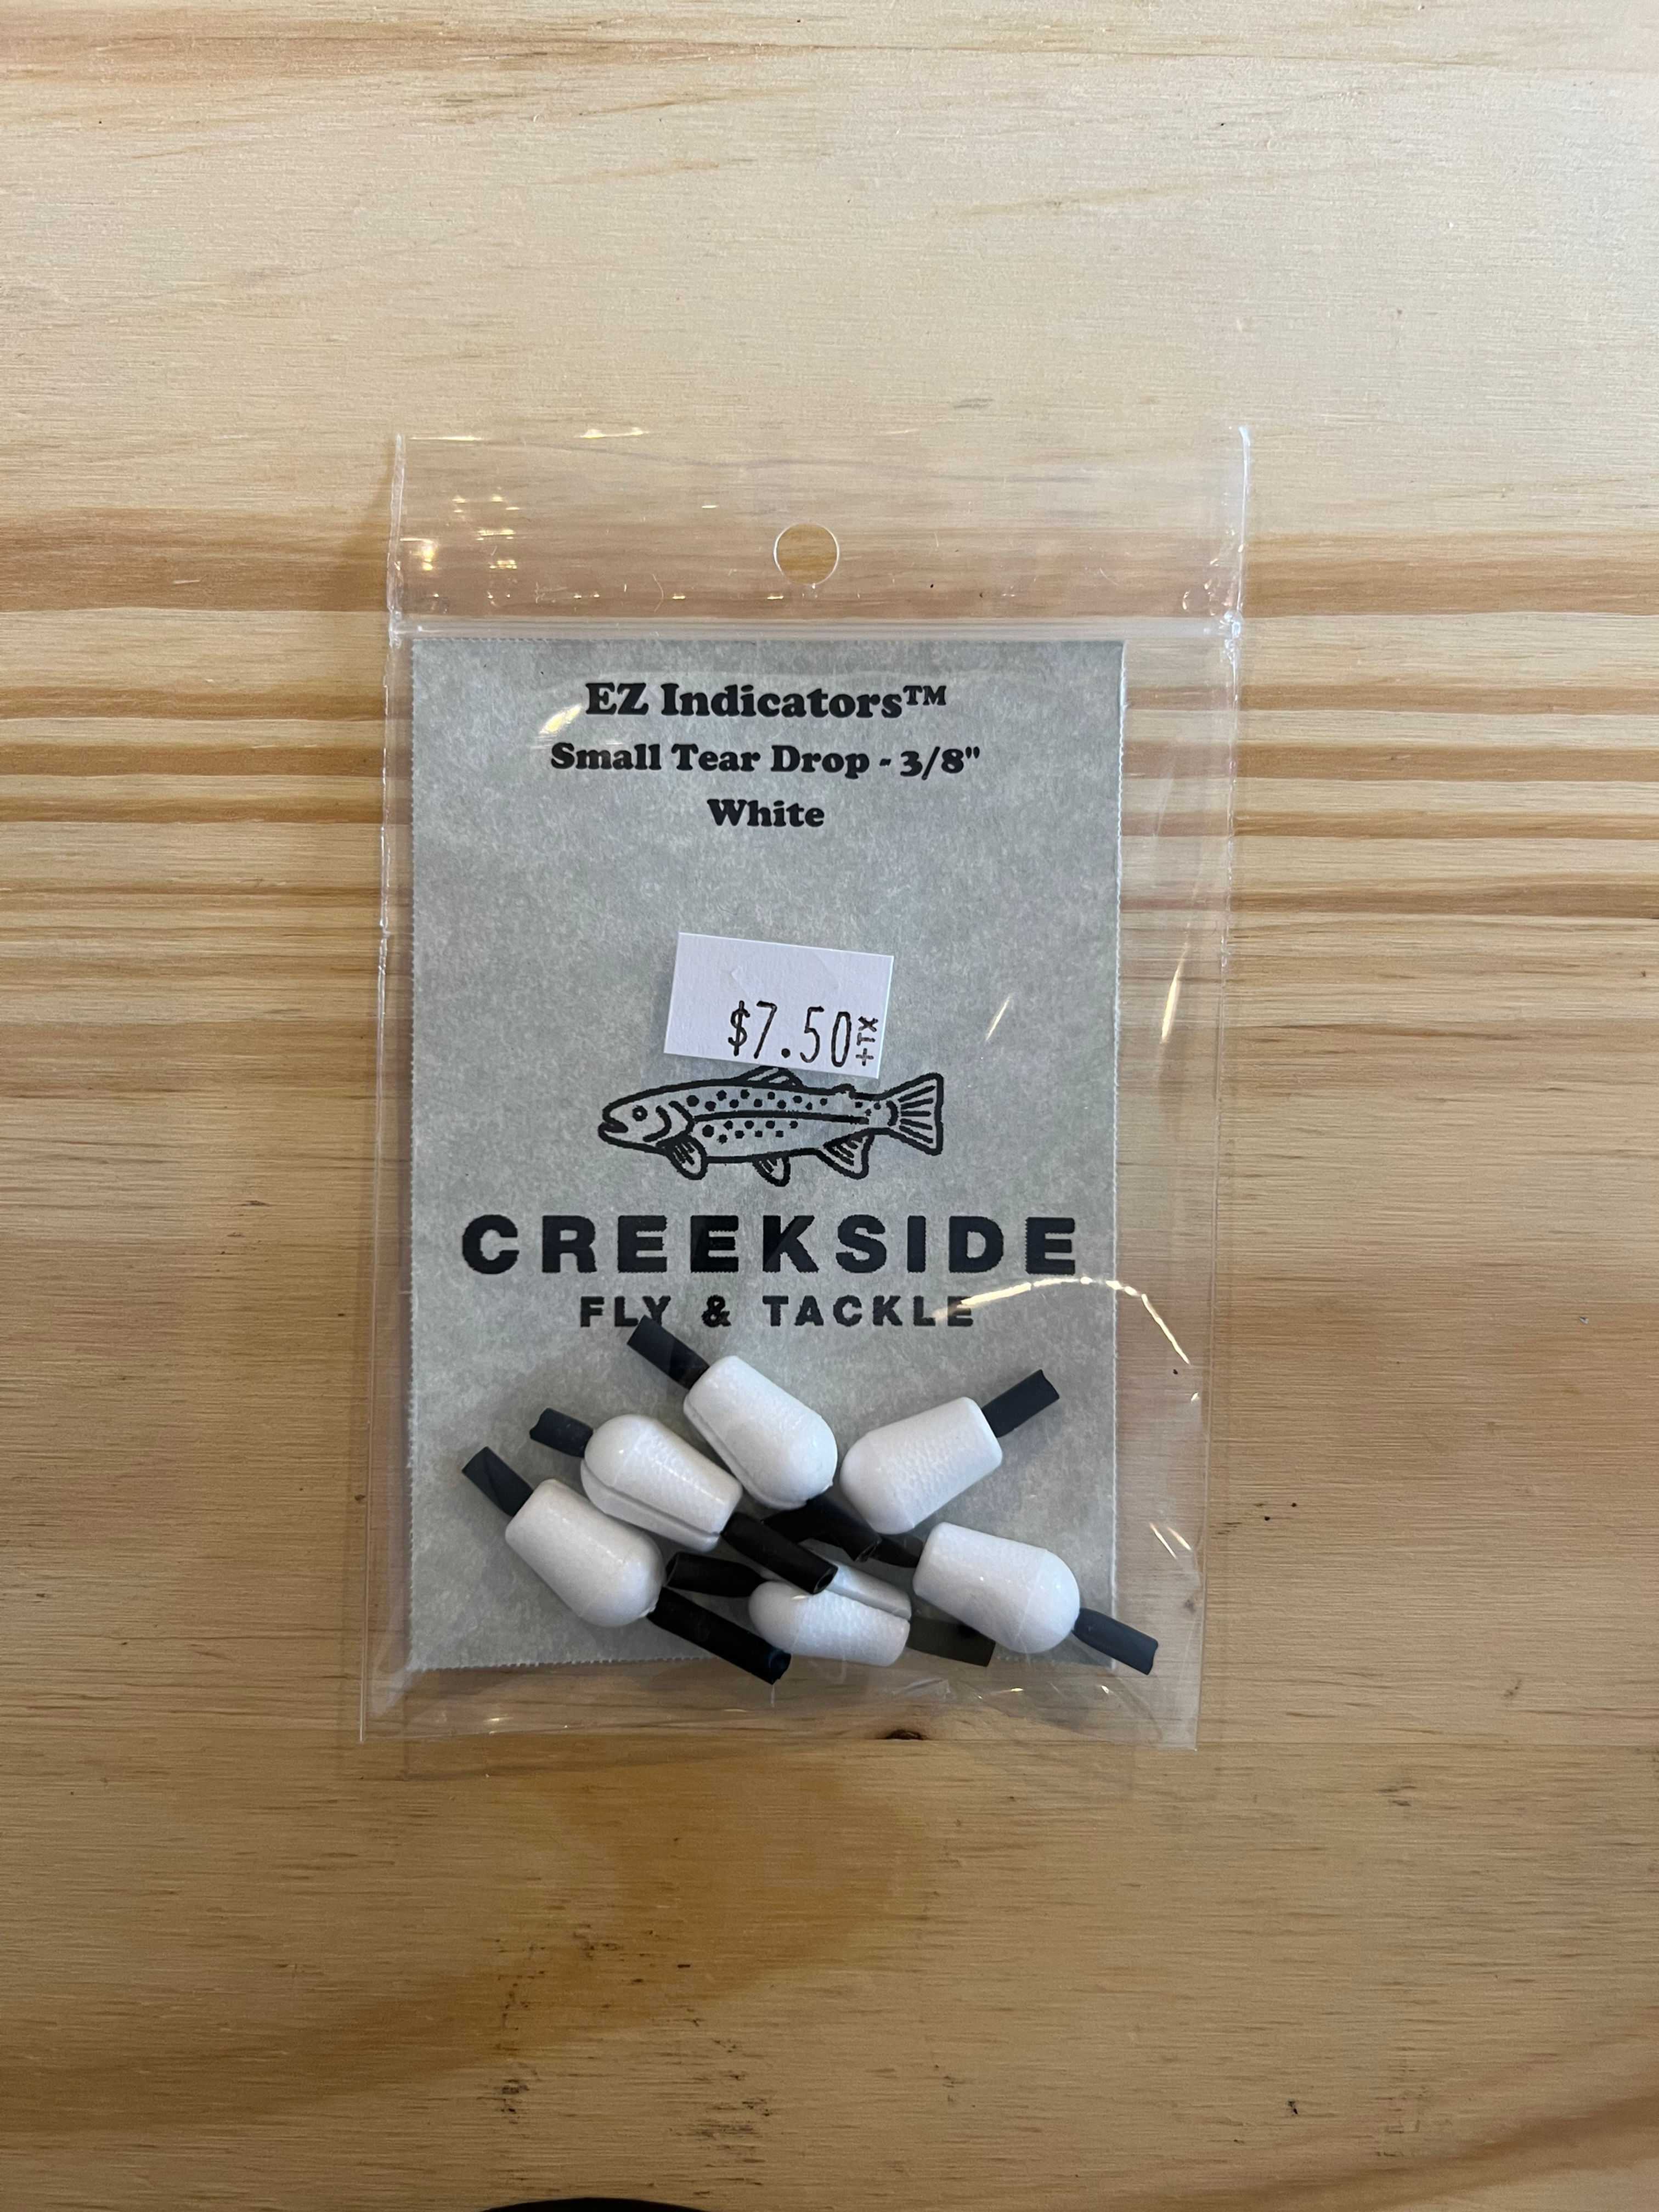 EZ Indicators™
Small Tear Drop - 3/8"
White
$7.50+TX
CREEKSIDE
FLY & TACKLE